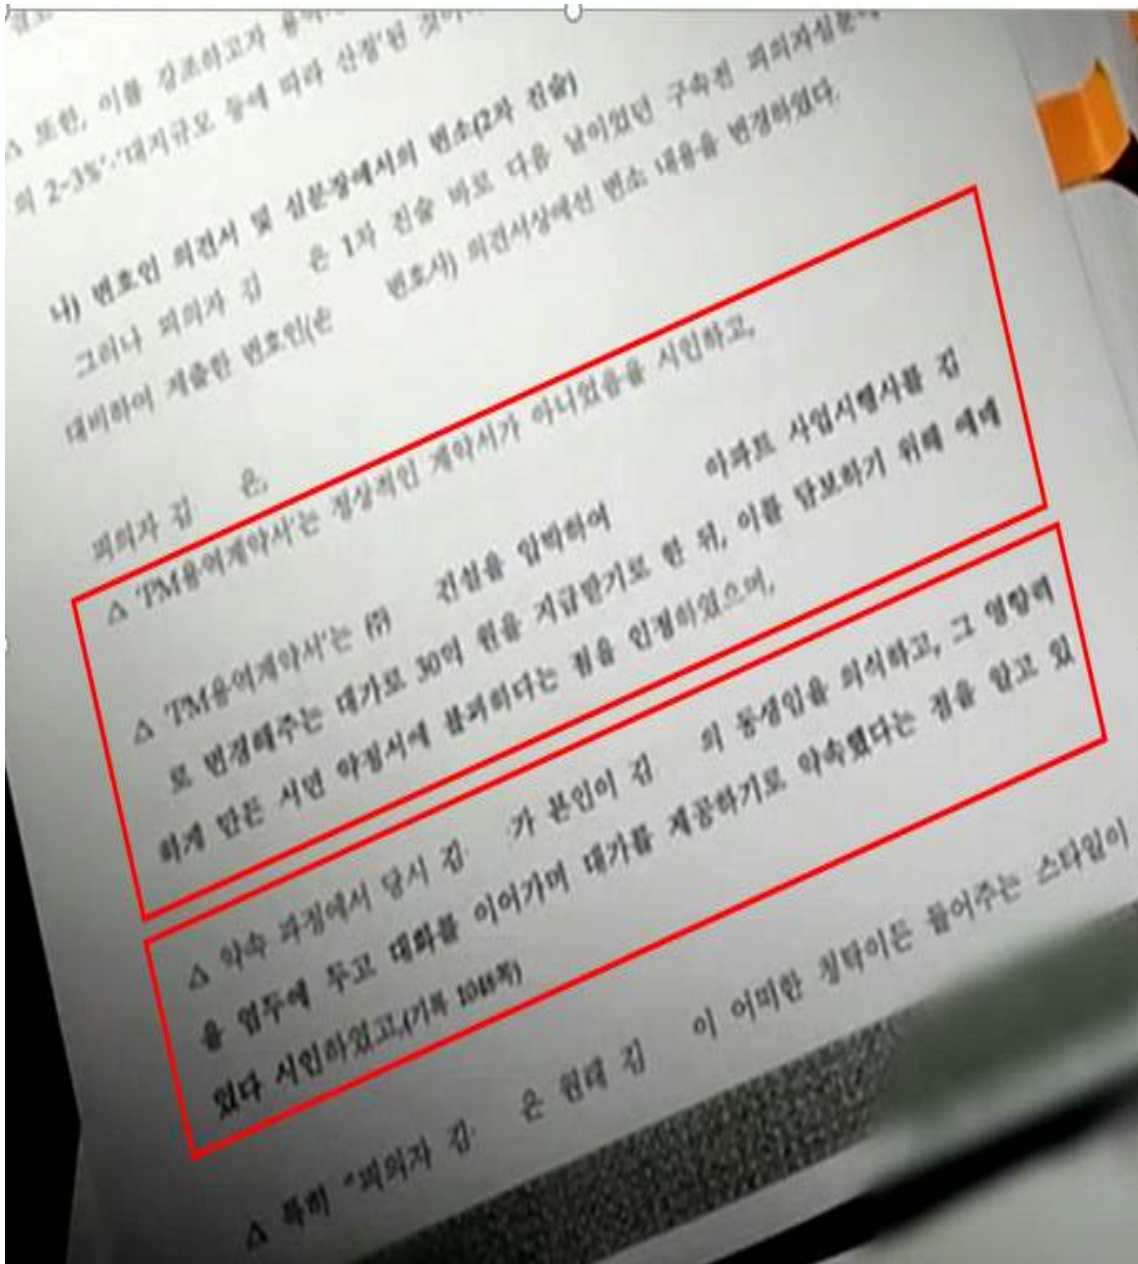 △ 또한, 이를 강조하고자
의 2-3%'·'대지규모 등에 따라 산정'된 것이
나) 변호인 의견서 및 심문장에서의 변소(2차 진술)
그러나 피의자 김 은 1차 진술 바로 다음 날이었던 구속전 피의자심문에
대비하여 제출한 변호인(손 변호사) 의견서상에선 변소 내용을 변경하였다.
피의자 김 은,
△ 'TM용역계약서'는 정상적인 계약서가 아니었음을 시인하고,
△ 'TM용역계약서'는 ㈜ 건설을 압박하여 아파트 사업시행사를 김
로 변경해주는 대가로 30억 원을 지급받기로 한 뒤, 이를 담보하기 위해 애매
하게 만든 서면 약정서에 불과하다는 점을 인정하였으며,
△ 약속 과정에서 당시 김 가 본인이 김 의 동생임을 의식하고, 그 영향력
을 염두에 두고 대화를 이어가며 대가를 제공하기로 약속했다는 점을 알고 있
었다 시인하였고,(기록 1048쪽)
△ 특히 "피의자 김 은 원래 김 이 어떠한 청탁이든 들어주는 스타일이